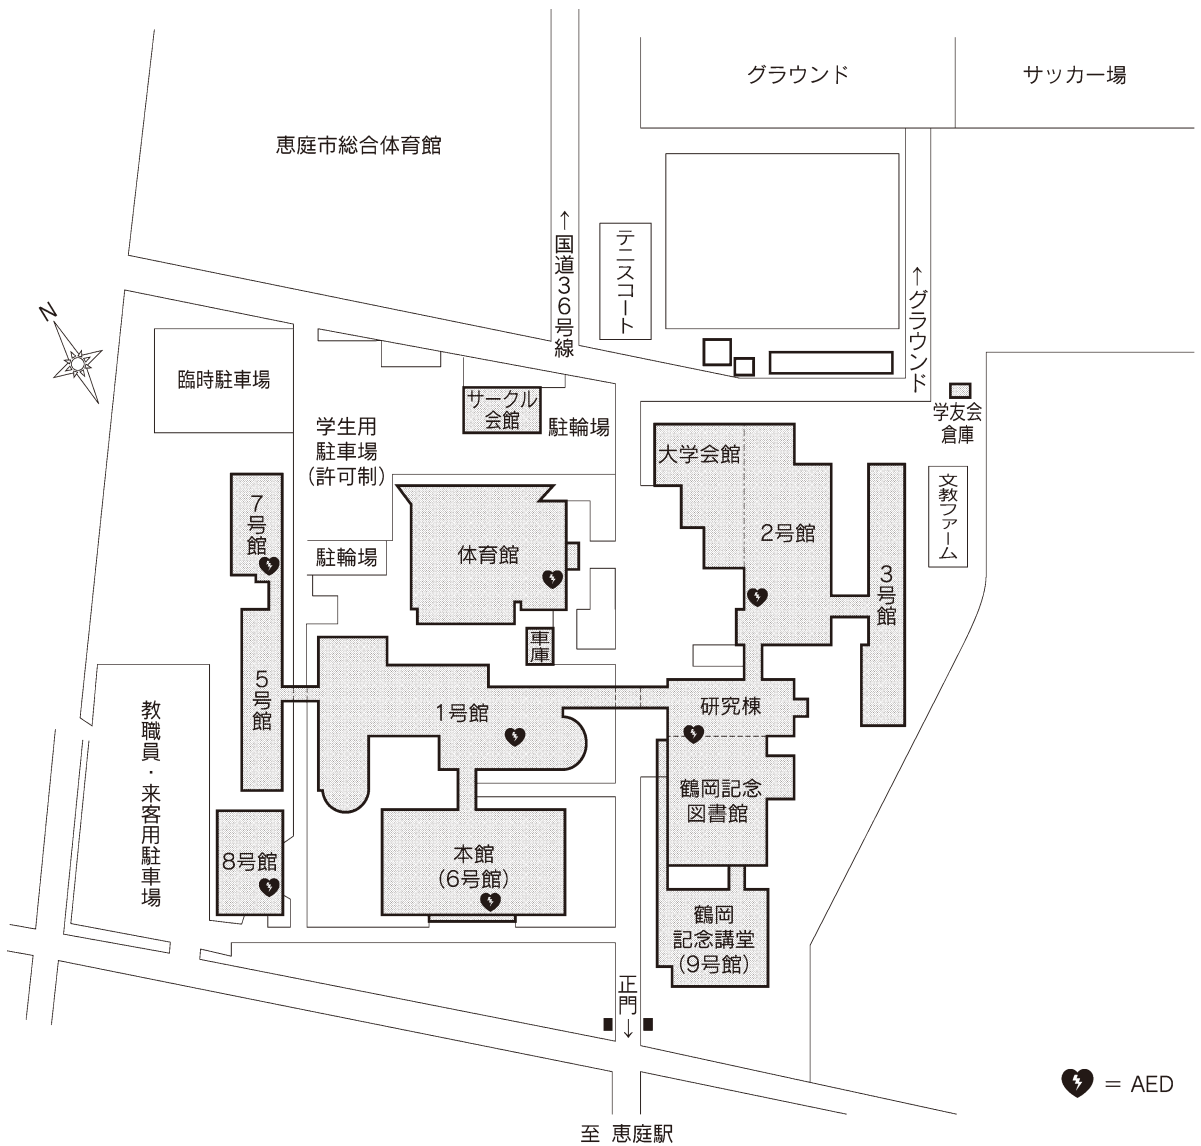 グラウンド
サッカー場
恵庭市総合体育館
↑国道36号線
テニスコート
↑グラウンド
N
臨時駐車場
サークル
会館
学生用
駐車場
(許可制)
駐輪場
学友会
倉庫
大学会館
文教ファーム
7号館
2号館
駐輪場
体育館
3号館
車庫
5号館
1号館
研究棟
教職員・来客用駐車場
鶴岡記念
図書館
8号館
本館
(6号館)
鶴岡
記念講堂
(9号館)
正門↓
= AED
至 恵庭駅